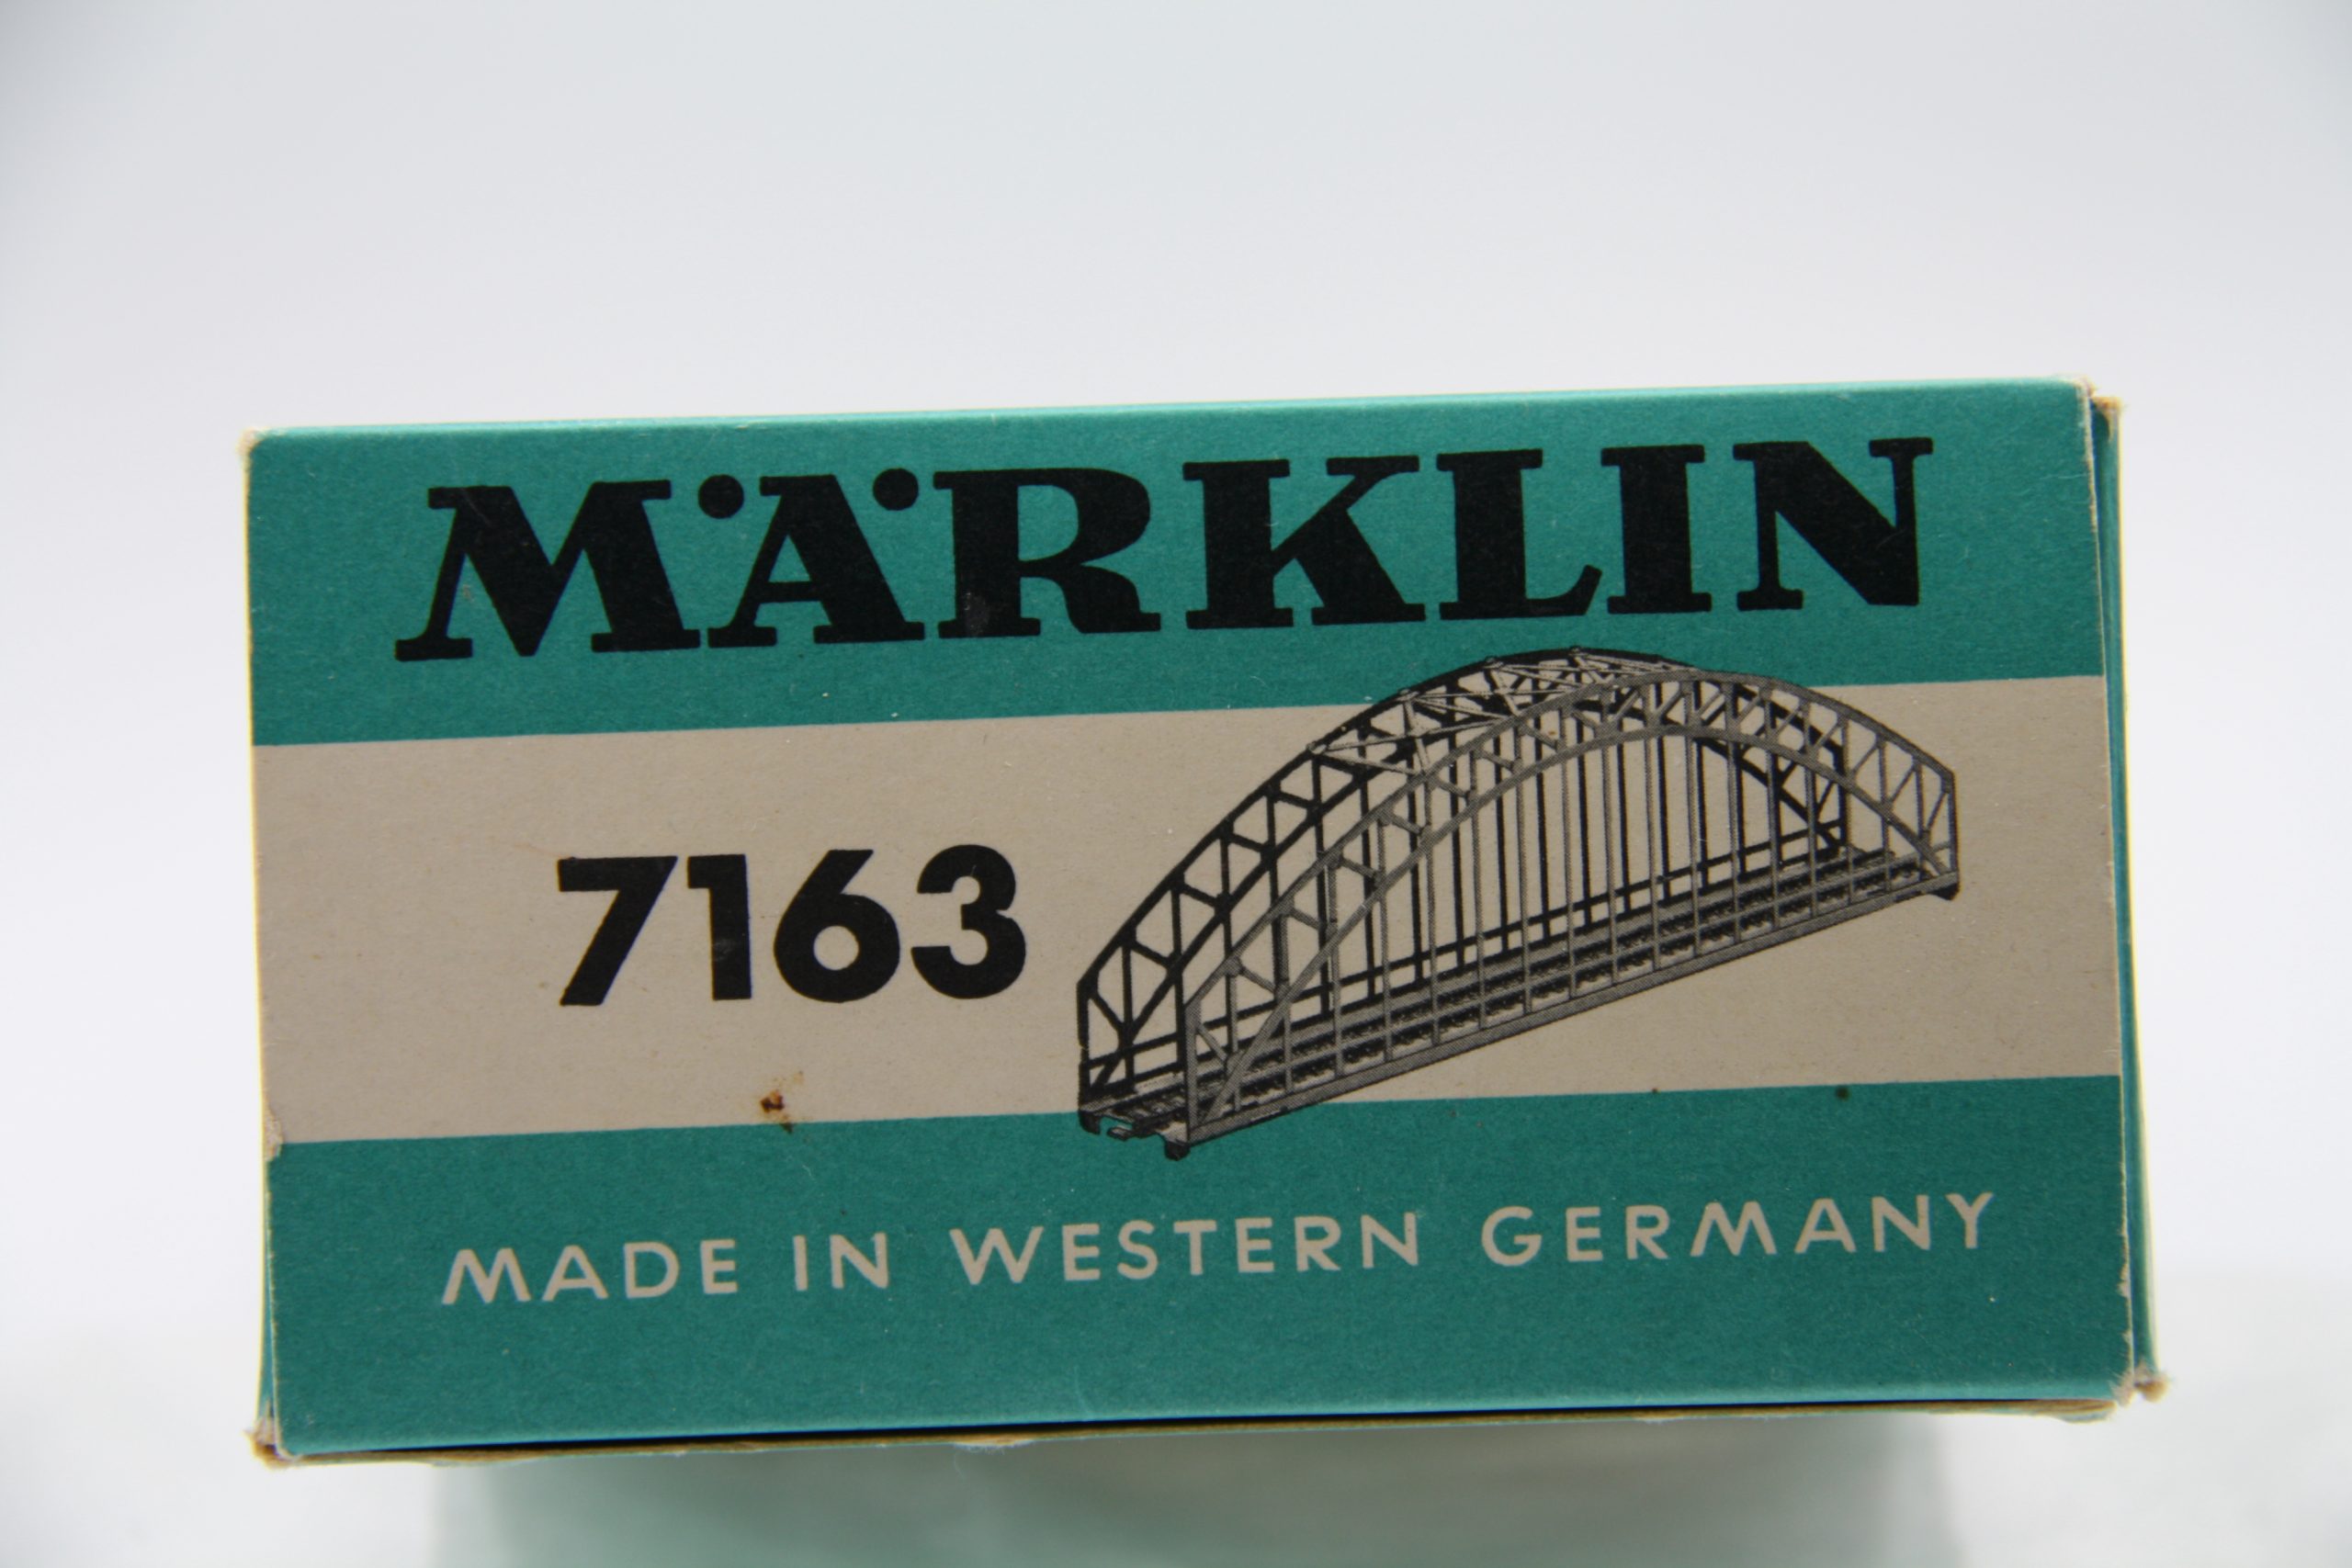 MÄRKLIN
7163
MADE IN WESTERN GERMANY